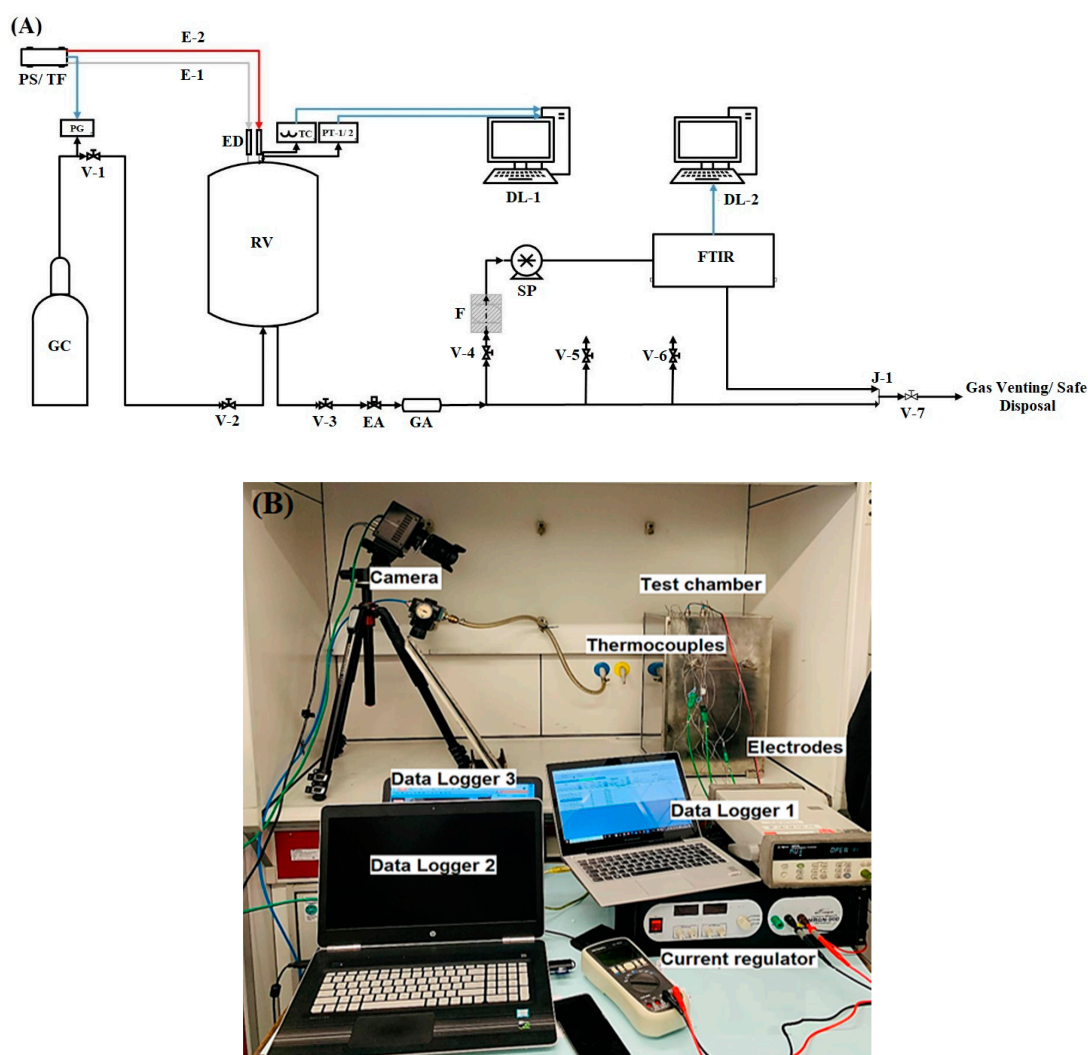 (A)
E-2
PS/ TF
E-1
PG
V-1
ED
TC
PT-1/ 2
DL-1
DL-2
RV
FTIR
SP
F
GC
V-4
V-5
V-6
J-1
Gas Venting/ Safe
Disposal
V-2
V-3
EA
GA
V-7
(B)
Camera
Test chamber
Thermocouples
Electrodes
Data Logger 3
Data Logger 1
Data Logger 2
Current regulator
hp